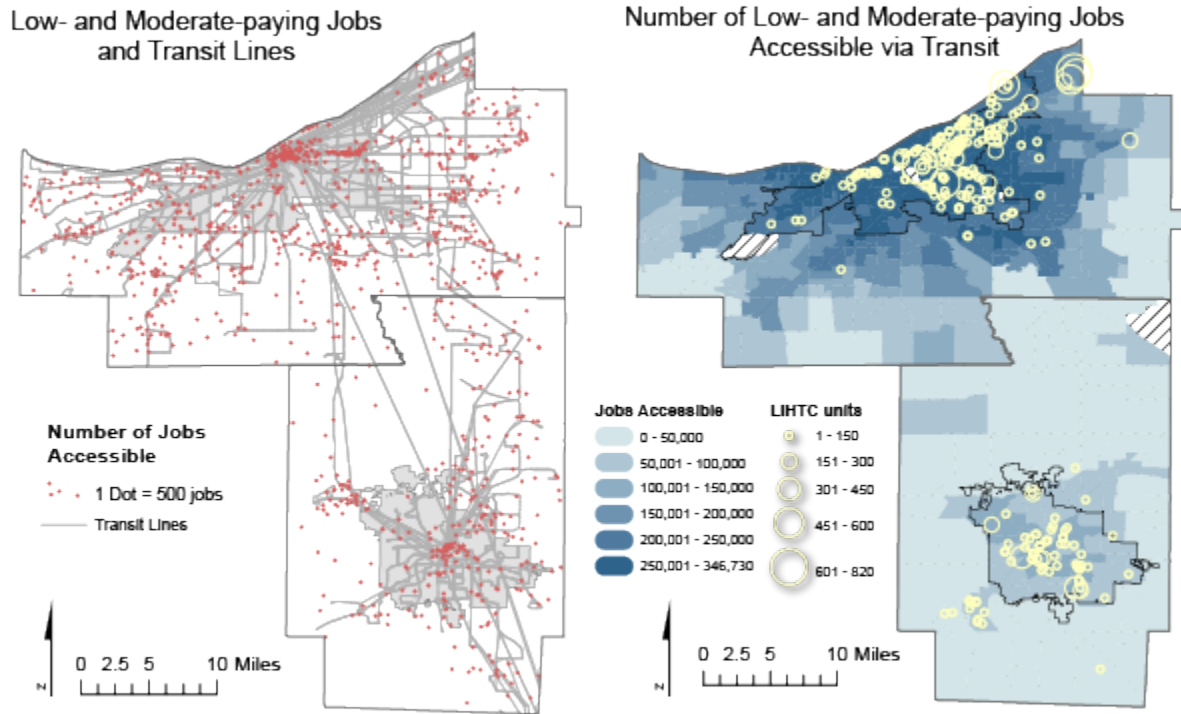 Low- and Moderate-paying Jobs
and Transit Lines
Number of Jobs
Accessible
1 Dot = 500 jobs
Transit Lines
N
0 2.5 5 10 Miles
Number of Low- and Moderate-paying Jobs
Accessible via Transit
Jobs Accessible
0 - 50,000
50,001 - 100,000
100,001 - 150,000
150,001 - 200,000
200,001 - 250,000
250,001 - 346,730
LIHTC units
1 - 150
151 - 300
301 - 450
451 - 600
601 - 820
N
0 2.5 5 10 Miles